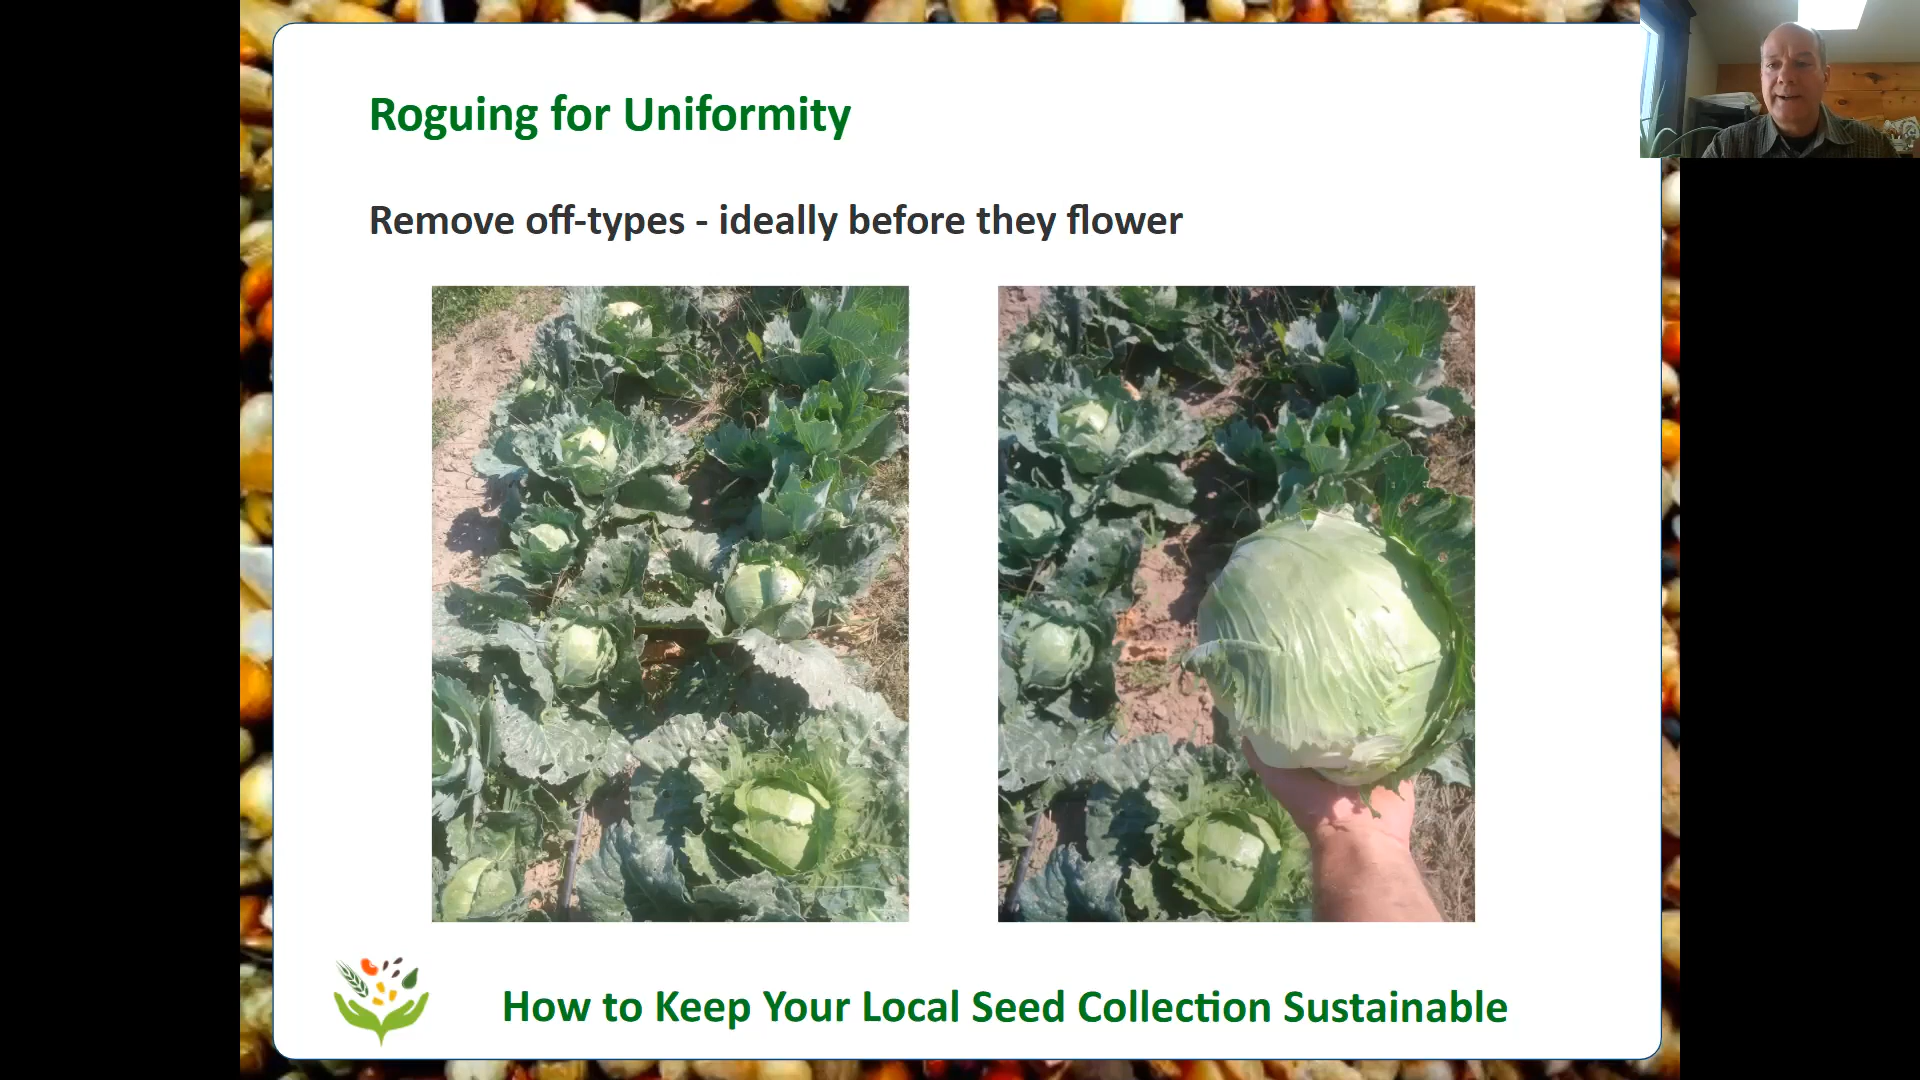 Roguing for Uniformity
Remove off-types - ideally before they flower
How to Keep Your Local Seed Collection Sustainable